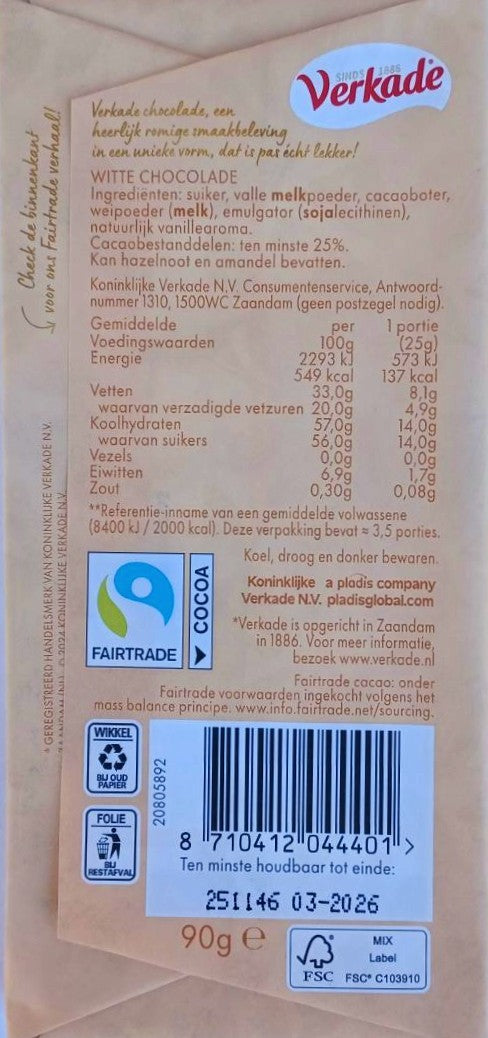 SINDS 1886
Verkade
Verkade chocolade, een
heerlijk romige smaakbeleving
in een unieke vorm, dat is pas écht lekker!
Check de binnenkant
voor ons Fairtrade verhaal!
WITTE CHOCOLADE
Ingrediënten: suiker, valle melkpoeder, cacaoboter,
weipoeder (melk), emulgator (sojalecithinen),
natuurlijk vanillearoma.
Cacaobestanddelen: ten minste 25%.
Kan hazelnoot en amandel bevatten.
Koninklijke Verkade N.V. Consumentenservice, Antwoord-
nummer 1310, 1500WC Zaandam (geen postzegel nodig).
Gemiddelde per 1 portie
Voedingswaarden 100g (25g)
Energie 2293 kJ 573 kJ
549 kcal 137 kcal
Vetten 33,0g 8,1g
waarvan verzadigde vetzuren 20,0g 4,9g
Koolhydraten 57,0g 14,0g
waarvan suikers 56,0g 14,0g
Vezels 0,0g 0,0g
Eiwitten 6,9g 1,7g
Zout 0,30g 0,08g
**Referentie-inname van een gemiddelde volwassene
(8400 kJ / 2000 kcal). Deze verpakking bevat ≈ 3,5 porties.
Koel, droog en donker bewaren.
Koninklijke a pladis company
Verkade N.V. pladisglobal.com
*Verkade is opgericht in Zaandam
in 1886. Voor meer informatie,
bezoek www.verkade.nl
FAIRTRADE
COCOA
Fairtrade cacao: onder
Fairtrade voorwaarden ingekocht volgens het
mass balance principe. www.info.fairtrade.net/sourcing.
* GEREGISTREERD HANDELSMERK VAN KONINKLIJKE VERKADE N.V.
ZAANDAM (NL) © 2024 KONINKLIJKE VERKADE N.V.
WIKKEL
BIJ OUD
PAPIER
FOLIE
BIJ
RESTAFVAL
20805892
8 710412 044401 >
Ten minste houdbaar tot einde:
251146 03-2026
90g e
FSC
MIX
Label
FSC® C103910